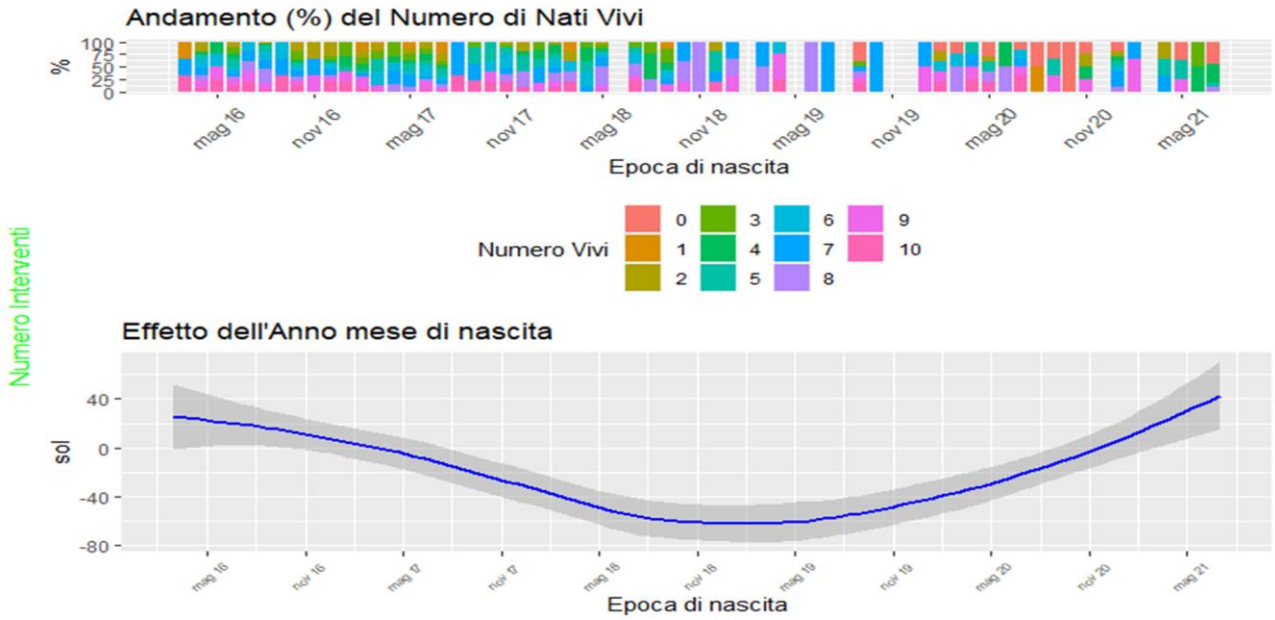 Andamento (%) del Numero di Nati Vivi
%
100
75
50
25
0
mag 16 nov 16 mag 17 nov 17 mag 18 nov 18 mag 19 nov 19 mag 20 nov 20 mag 21
Epoca di nascita
Numero Vivi
0 3 6 9
1 4 7 10
2 5 8
Numero Interventi
Effetto dell'Anno mese di nascita
sol
40
0
-40
-80
mag 16 nov 16 mag 17 nov 17 mag 18 nov 18 mag 19 nov 19 mag 20 nov 20 mag 21
Epoca di nascita